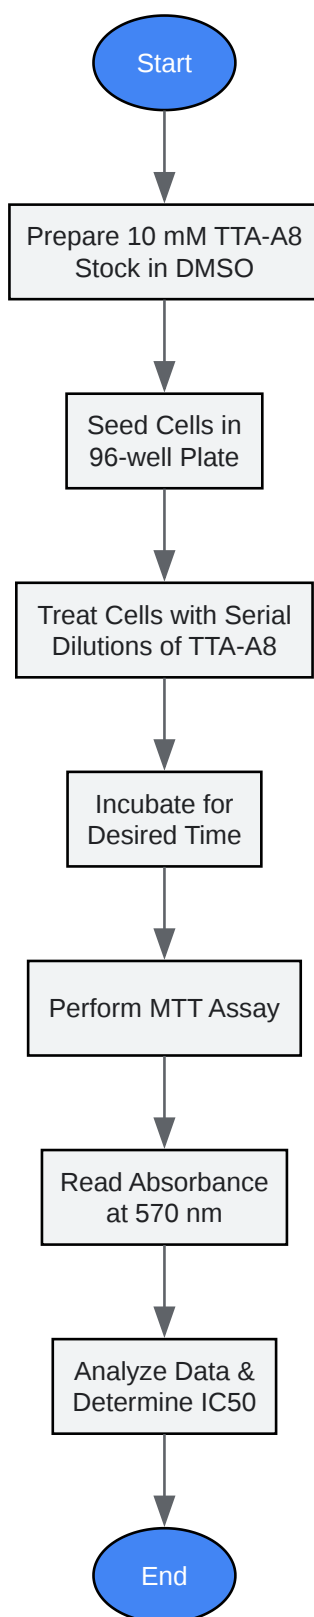 Start
Prepare 10 mM TTA-A8
Stock in DMSO
Seed Cells in
96-well Plate
Treat Cells with Serial
Dilutions of TTA-A8
Incubate for
Desired Time
Perform MTT Assay
Read Absorbance
at 570 nm
Analyze Data &
Determine IC50
End